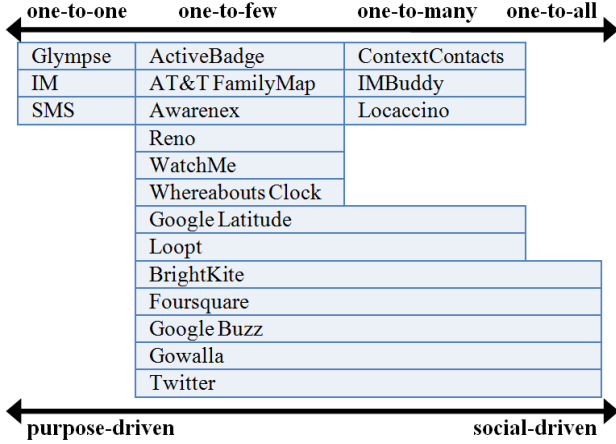 one-to-one one-to-few one-to-many one-to-all
Glympse ActiveBadge ContextContacts
IM AT&T FamilyMap IMBuddy
SMS Awarenex Locaccino
Reno
WatchMe
Whereabouts Clock
Google Latitude
Loopt
BrightKite
Foursquare
Google Buzz
Gowalla
Twitter
purpose-driven social-driven